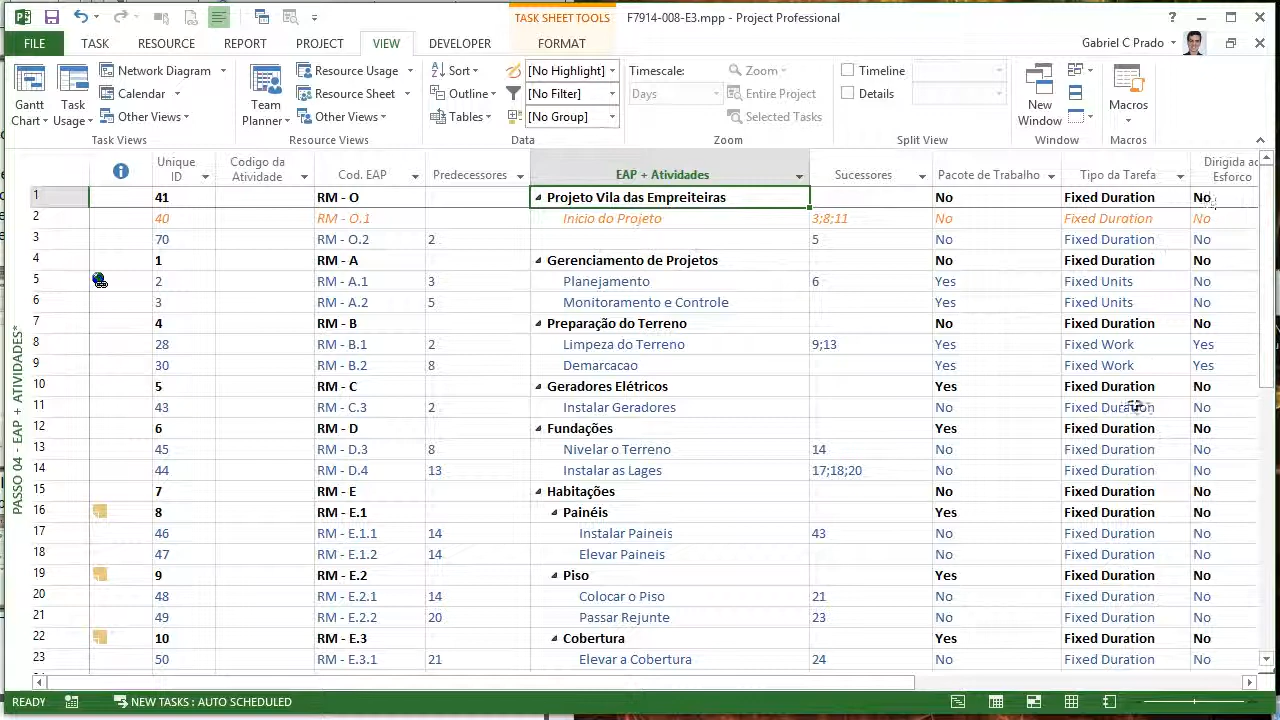 TASK SHEET TOOLS
F7914-008-E3.mpp - Project Professional
FILE TASK RESOURCE REPORT PROJECT VIEW DEVELOPER FORMAT Gabriel C Prado
Gantt Chart
Task Usage
Network Diagram
Calendar
Other Views
Task Views
Team Planner
Resource Usage
Resource Sheet
Other Views
Resource Views
Sort
Outline
Tables
[No Highlight]
[No Filter]
[No Group]
Data
Timescale:
Days
Zoom
Entire Project
Selected Tasks
Zoom
Timeline
Details
Split View
New Window
Window
Macros
Macros
Unique ID Codigo da Atividade Cod. EAP Predecessores EAP + Atividades Sucessores Pacote de Trabalho Tipo da Tarefa Dirigida ac Esforco
1 41 RM - O Projeto Vila das Empreiteiras No Fixed Duration No
2 40 RM - O.1 Inicio do Projeto 3;8;11 No Fixed Duration No
3 70 RM - O.2 2 5 No Fixed Duration No
4 1 RM - A Gerenciamento de Projetos No Fixed Duration No
5 2 RM - A.1 3 Planejamento 6 Yes Fixed Units No
6 3 RM - A.2 5 Monitoramento e Controle Yes Fixed Units No
7 4 RM - B Preparação do Terreno No Fixed Duration No
8 28 RM - B.1 2 Limpeza do Terreno 9;13 Yes Fixed Work Yes
9 30 RM - B.2 8 Demarcacao Yes Fixed Work Yes
10 5 RM - C Geradores Elétricos Yes Fixed Duration No
11 43 RM - C.3 2 Instalar Geradores No Fixed Duration No
12 6 RM - D Fundações Yes Fixed Duration No
13 45 RM - D.3 8 Nivelar o Terreno 14 No Fixed Duration No
14 44 RM - D.4 13 Instalar as Lages 17;18;20 No Fixed Duration No
15 7 RM - E Habitações No Fixed Duration No
16 8 RM - E.1 Painéis Yes Fixed Duration No
17 46 RM - E.1.1 14 Instalar Paineis 43 No Fixed Duration No
18 47 RM - E.1.2 14 Elevar Paineis No Fixed Duration No
19 9 RM - E.2 Piso Yes Fixed Duration No
20 48 RM - E.2.1 14 Colocar o Piso 21 No Fixed Duration No
21 49 RM - E.2.2 20 Passar Rejunte 23 No Fixed Duration No
22 10 RM - E.3 Cobertura Yes Fixed Duration No
23 50 RM - E.3.1 21 Elevar a Cobertura 24 No Fixed Duration No
PASSO 04 - EAP + ATIVIDADES*
READY NEW TASKS : AUTO SCHEDULED